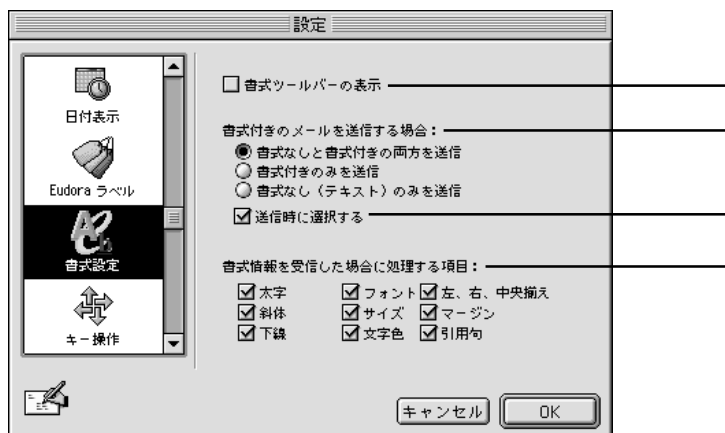 設定
日付表示
Eudora ラベル
書式設定
キー操作
書式ツールバーの表示
書式付きのメールを送信する場合：
書式なしと書式付きの両方を送信
書式付きのみを送信
書式なし（テキスト）のみを送信
送信時に選択する
書式情報を受信した場合に処理する項目：
太字 フォント 左、右、中央揃え
斜体 サイズ マージン
下線 文字色 引用句
キャンセル OK